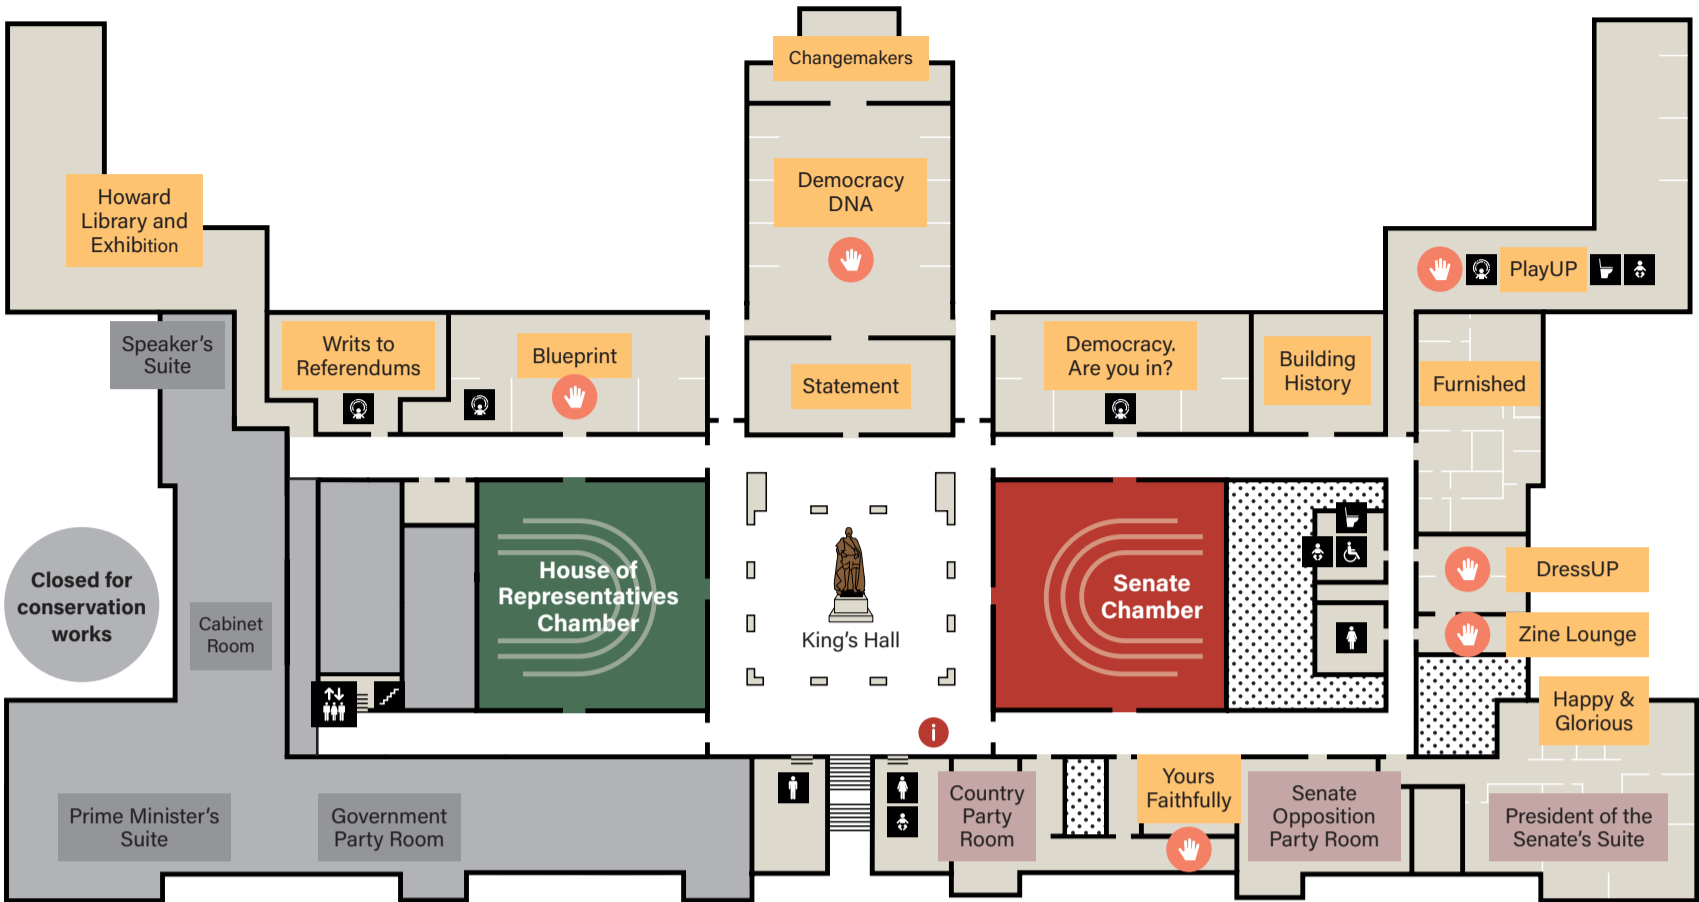 Changemakers
Democracy
DNA
Howard
Library and
Exhibition
PlayUP
Speaker's
Suite
Writs to
Referendums
Blueprint
Statement
Democracy.
Are you in?
Building
History
Furnished
Closed for
conservation
works
Cabinet
Room
House of
Representatives
Chamber
King's Hall
Senate
Chamber
DressUP
Zine Lounge
Happy &
Glorious
i
Prime Minister's
Suite
Government
Party Room
Country
Party
Room
Yours
Faithfully
Senate
Opposition
Party Room
President of the
Senate's Suite